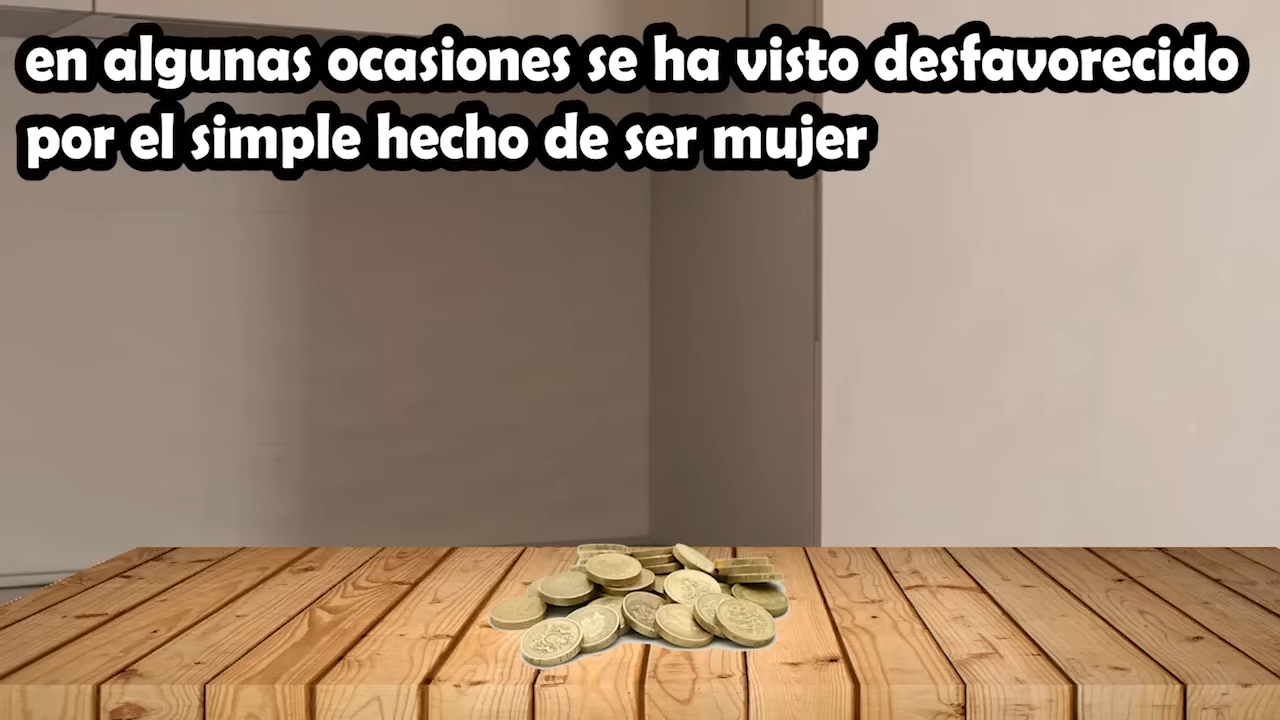 en algunas ocasiones se ha visto desfavorecido
por el simple hecho de ser mujer